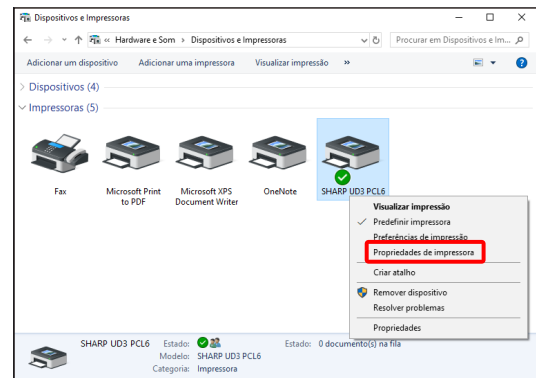 Dispositivos e Impressoras
« Hardware e Som › Dispositivos e Impressoras
Procurar em Dispositivos e Im...
Adicionar um dispositivo Adicionar uma impressora Visualizar impressão »
Dispositivos (4)
Impressoras (5)
Fax
Microsoft Print
to PDF
Microsoft XPS
Document Writer
OneNote
SHARP UD3 PCL6
Visualizar impressão
Predefinir impressora
Preferências de impressão
Propriedades de impressora
Criar atalho
Remover dispositivo
Resolver problemas
Propriedades
SHARP UD3 PCL6 Estado: Estado: 0 documento(s) na fila
Modelo: SHARP UD3 PCL6
Categoria: Impressora